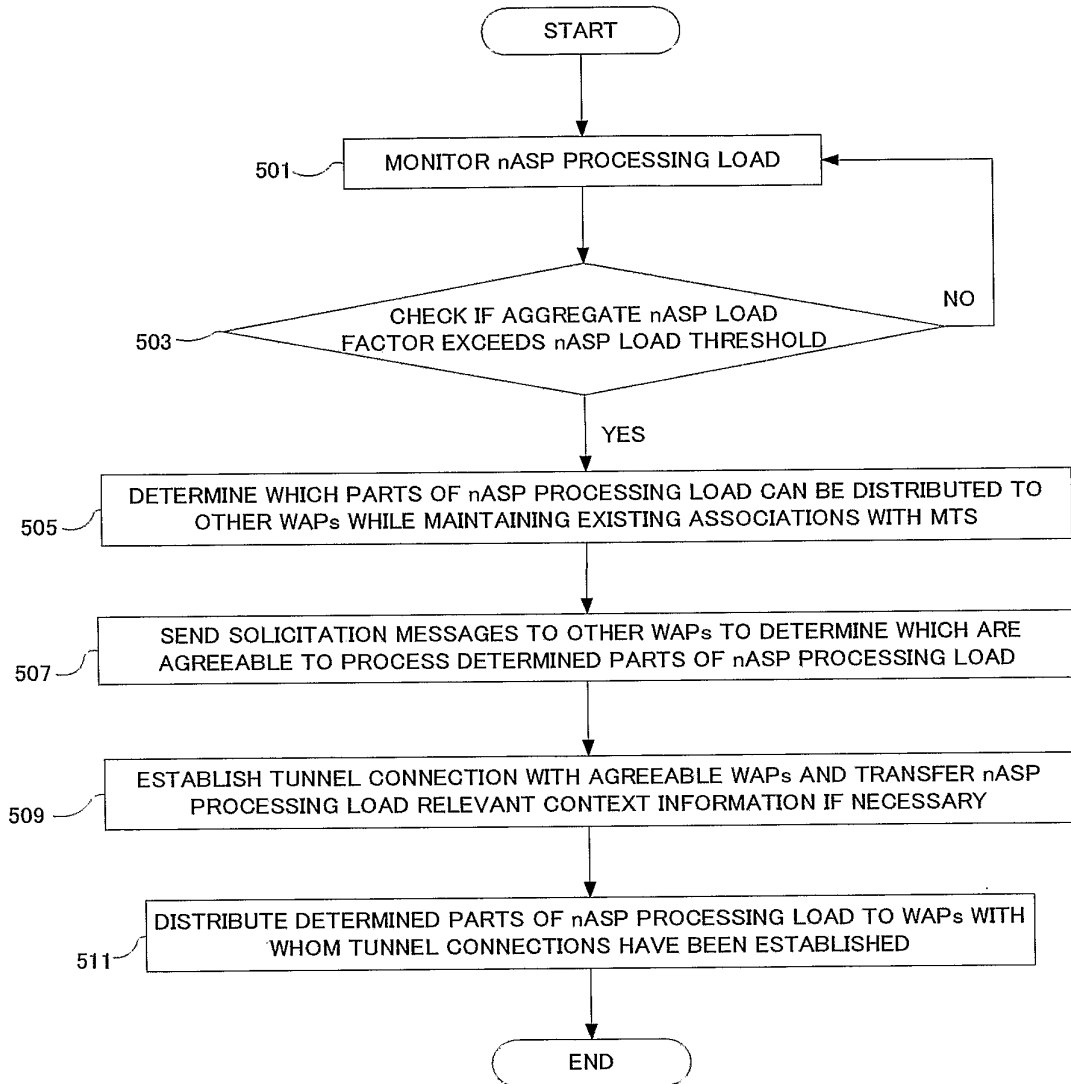 START
501
MONITOR nASP PROCESSING LOAD
NO
503
CHECK IF AGGREGATE nASP LOAD
FACTOR EXCEEDS nASP LOAD THRESHOLD
YES
505
DETERMINE WHICH PARTS OF nASP PROCESSING LOAD CAN BE DISTRIBUTED TO
OTHER WAPs WHILE MAINTAINING EXISTING ASSOCIATIONS WITH MTS
507
SEND SOLICITATION MESSAGES TO OTHER WAPs TO DETERMINE WHICH ARE
AGREEABLE TO PROCESS DETERMINED PARTS OF nASP PROCESSING LOAD
509
ESTABLISH TUNNEL CONNECTION WITH AGREEABLE WAPs AND TRANSFER nASP
PROCESSING LOAD RELEVANT CONTEXT INFORMATION IF NECESSARY
511
DISTRIBUTE DETERMINED PARTS OF nASP PROCESSING LOAD TO WAPs WITH
WHOM TUNNEL CONNECTIONS HAVE BEEN ESTABLISHED
END